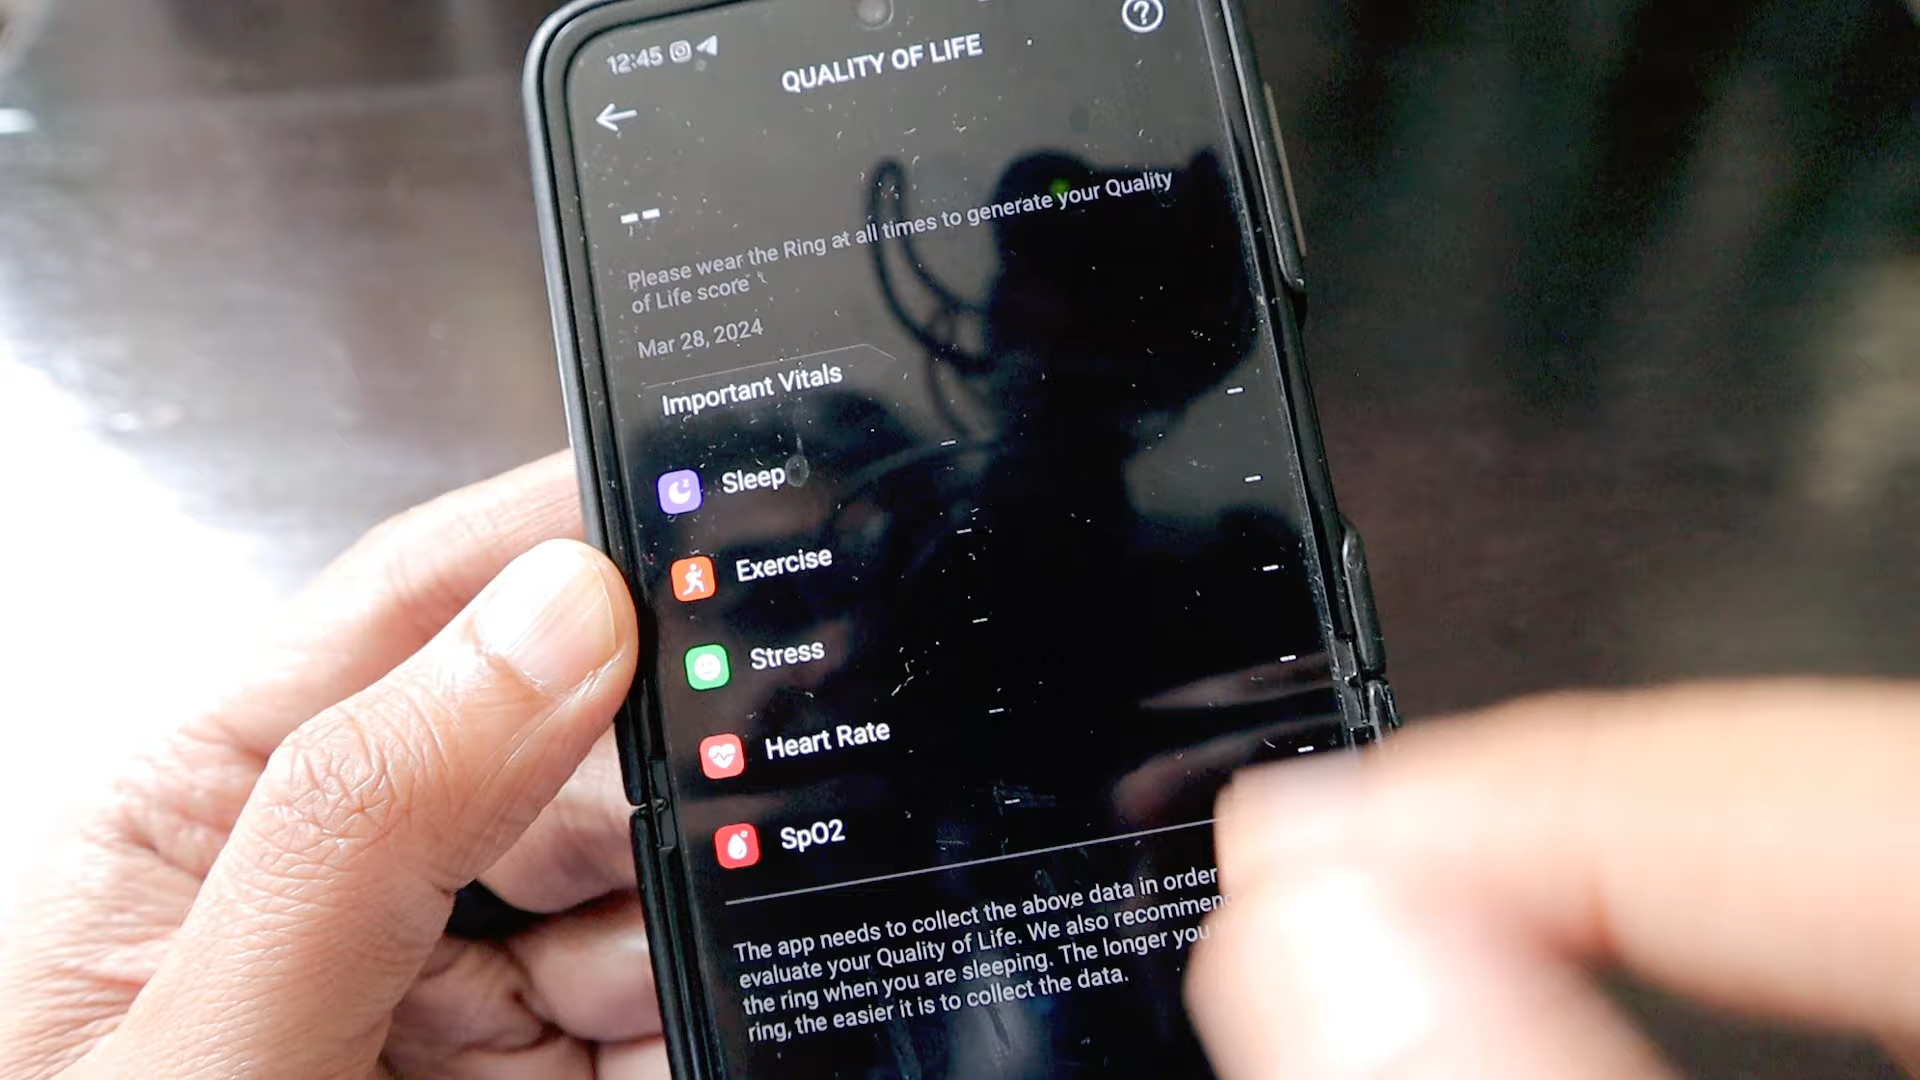 12:45
QUALITY OF LIFE
--
Please wear the Ring at all times to generate your Quality
of Life score
Mar 28, 2024
Important Vitals
Sleep
Exercise
Stress
Heart Rate
SpO2
The app needs to collect the above data in order
evaluate your Quality of Life. We also recommend
the ring when you are sleeping. The longer you
ring, the easier it is to collect the data.